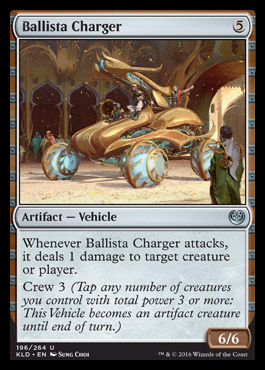 Ballista Charger 5
Artifact — Vehicle
Whenever Ballista Charger attacks,
it deals 1 damage to target creature
or player.
Crew 3 (Tap any number of creatures
you control with total power 3 or more:
This Vehicle becomes an artifact creature
until end of turn.)
6/6
196/264 U
KLD • EN Sung Choi
™ & © 2016 Wizards of the Coast